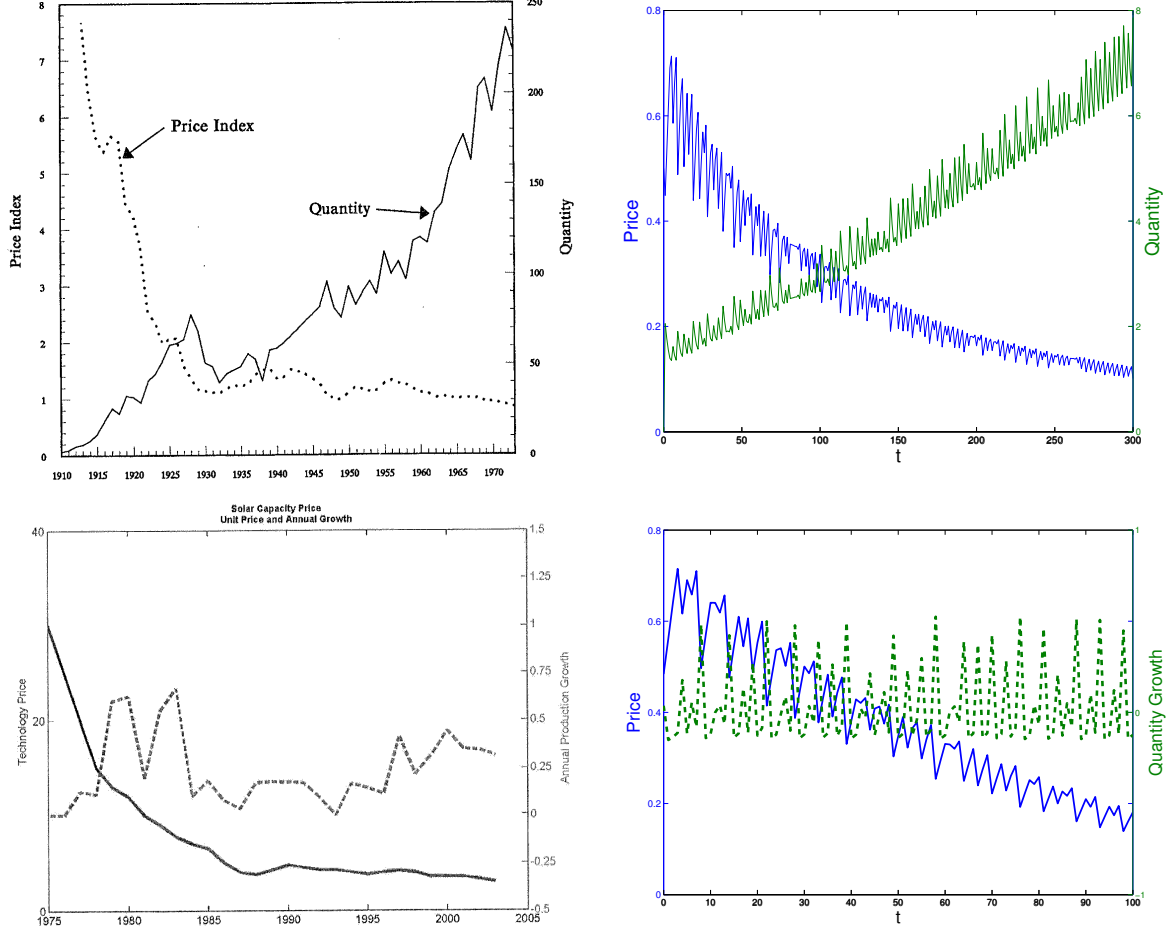 8
7
6
5
4
3
2
1
0
Price Index
Price Index
Quantity
250
200
150
100
50
0
Quantity
1910 1915 1920 1925 1930 1935 1940 1945 1950 1955 1960 1965 1970
0.8
0.6
0.4
0.2
0
Price
8
6
4
2
0
Quantity
0 50 100 150 200 250 300
t
Solar Capacity Price
Unit Price and Annual Growth
40
20
0
Technology Price
1.5
1.25
1
0.75
0.5
0.25
0
-0.25
-0.5
Annual Production Growth
1975 1980 1985 1990 1995 2000 2005
0.8
0.6
0.4
0.2
0
Price
1
0
-1
Quantity Growth
0 10 20 30 40 50 60 70 80 90 100
t